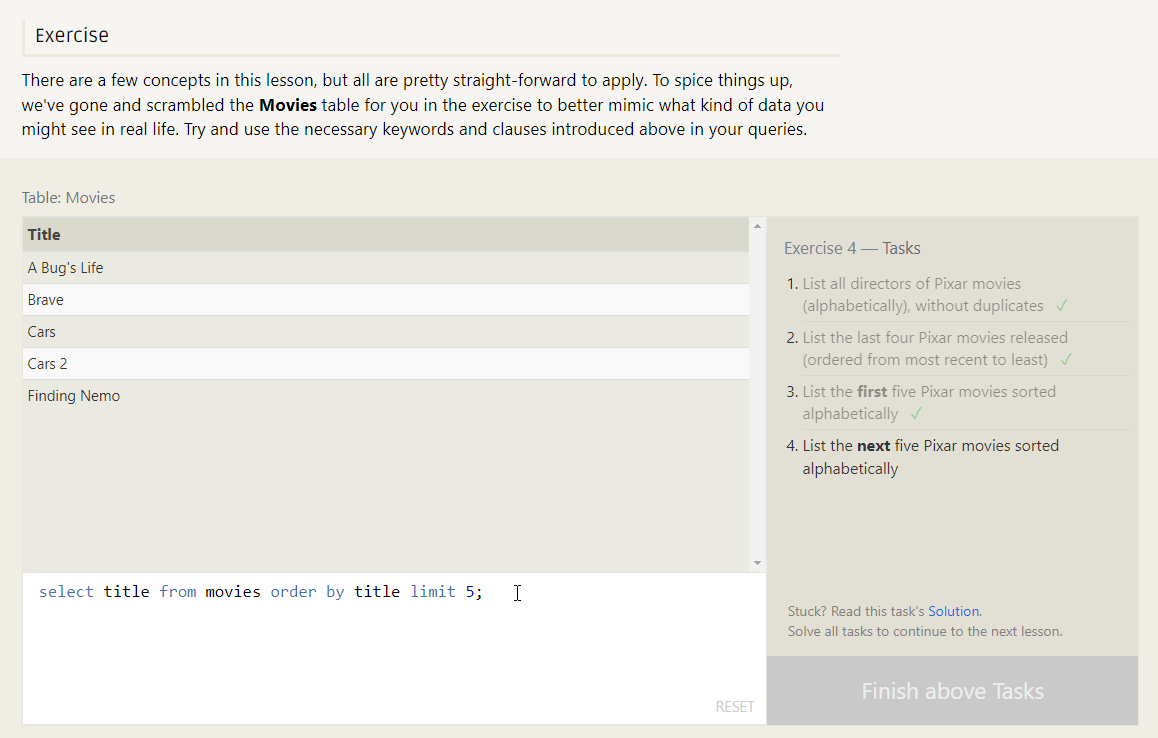 Exercise
There are a few concepts in this lesson, but all are pretty straight-forward to apply. To spice things up,
we've gone and scrambled the Movies table for you in the exercise to better mimic what kind of data you
might see in real life. Try and use the necessary keywords and clauses introduced above in your queries.
Table: Movies
Title
A Bug's Life
Brave
Cars
Cars 2
Finding Nemo
select title from movies order by title limit 5;
RESET
Exercise 4 — Tasks
1. List all directors of Pixar movies
(alphabetically), without duplicates ✓
2. List the last four Pixar movies released
(ordered from most recent to least) ✓
3. List the first five Pixar movies sorted
alphabetically ✓
4. List the next five Pixar movies sorted
alphabetically
Stuck? Read this task's Solution.
Solve all tasks to continue to the next lesson.
Finish above Tasks